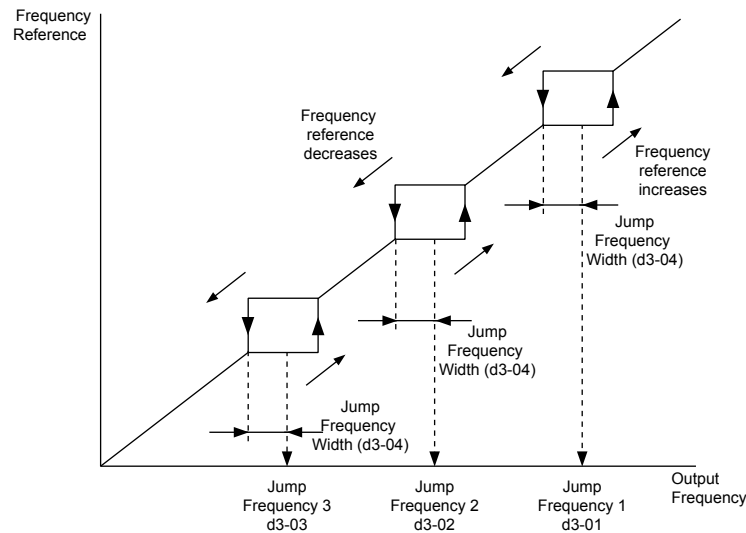 Frequency
Reference
Frequency
reference
decreases
Frequency
reference
increases
Jump
Frequency
Width (d3-04)
Jump
Frequency
Width (d3-04)
Jump
Frequency
Width (d3-04)
Output
Frequency
Jump
Frequency 3
d3-03
Jump
Frequency 2
d3-02
Jump
Frequency 1
d3-01